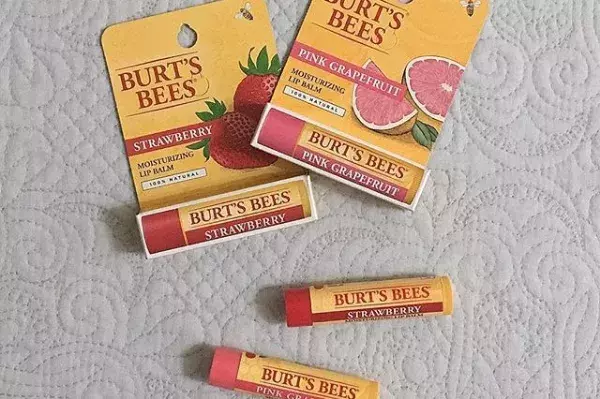 BURT'S
BEES
STRAWBERRY
MOISTURIZING
LIP BALM
100% NATURAL
BURT'S BEES
STRAWBERRY
BURT'S
BEES
PINK GRAPEFRUIT
MOISTURIZING
LIP BALM
100% NATURAL
BURT'S BEES
PINK GRAPEFRUIT
BURT'S BEES
STRAWBERRY
BURT'S BEES
PINK